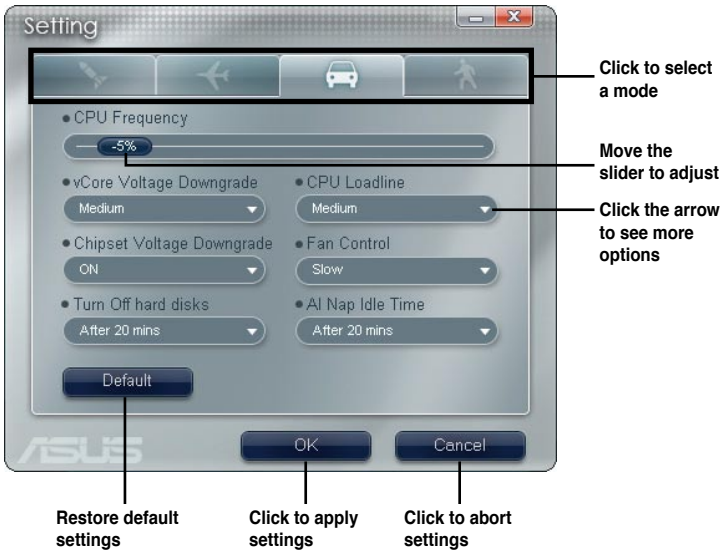 Setting
Click to select
a mode
CPU Frequency
-5%
Move the
slider to adjust
vCore Voltage Downgrade
CPU Loadline
Medium
Medium
Click the arrow
to see more
options
Chipset Voltage Downgrade
Fan Control
ON
Slow
Turn Off hard disks
AI Nap Idle Time
After 20 mins
After 20 mins
Default
ASUS
OK
Cancel
Restore default
settings
Click to apply
settings
Click to abort
settings